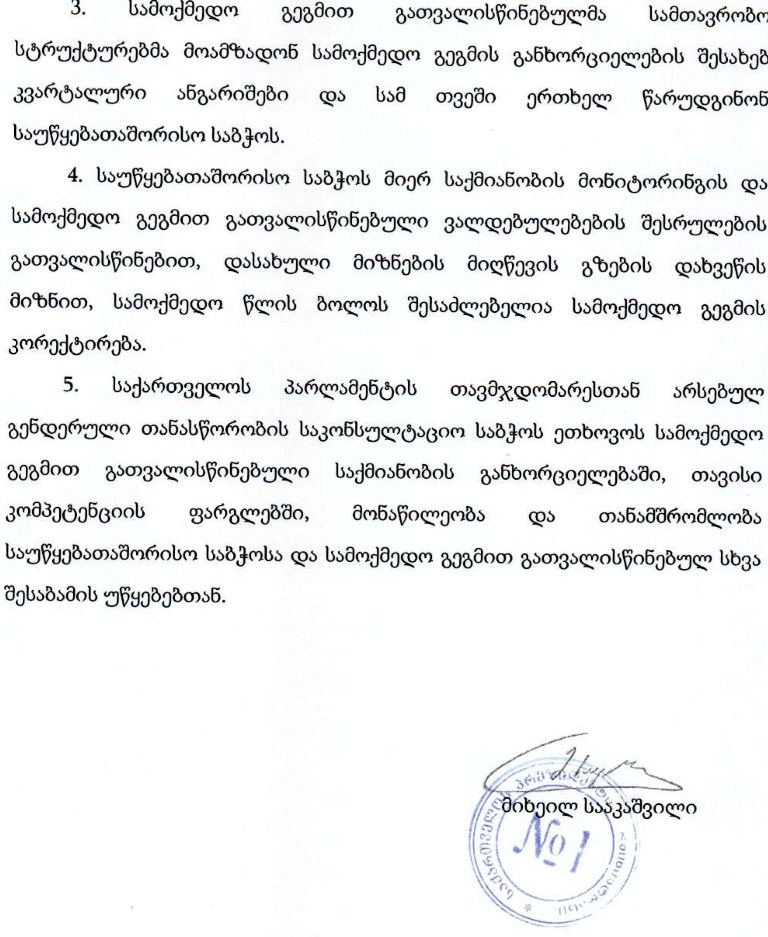 3. სამოქმედო გეგმით გათვალისწინებულმა სამთავრობო
სტრუქტურებმა მოამზადონ სამოქმედო გეგმის განხორციელების შესახებ
კვარტალური ანგარიშები და სამ თვეში ერთხელ წარუდგინონ
საუწყებათაშორისო საბჭოს.
4. საუწყებათაშორისო საბჭოს მიერ საქმიანობის მონიტორინგის და
სამოქმედო გეგმით გათვალისწინებული ვალდებულებების შესრულების
გათვალისწინებით, დასახული მიზნების მიღწევის გზების დახვეწის
მიზნით, სამოქმედო წლის ბოლოს შესაძლებელია სამოქმედო გეგმის
კორექტირება.
5. საქართველოს პარლამენტის თავმჯდომარესთან არსებულ
გენდერული თანასწორობის საკონსულტაციო საბჭოს ეთხოვოს სამოქმედო
გეგმით გათვალისწინებული საქმიანობის განხორციელებაში, თავისი
კომპეტენციის ფარგლებში, მონაწილეობა და თანამშრომლობა
საუწყებათაშორისო საბჭოსა და სამოქმედო გეგმით გათვალისწინებულ სხვა
შესაბამის უწყებებთან.
მიხეილ სააკაშვილი
საქართველოს პრეზიდენტის
№1